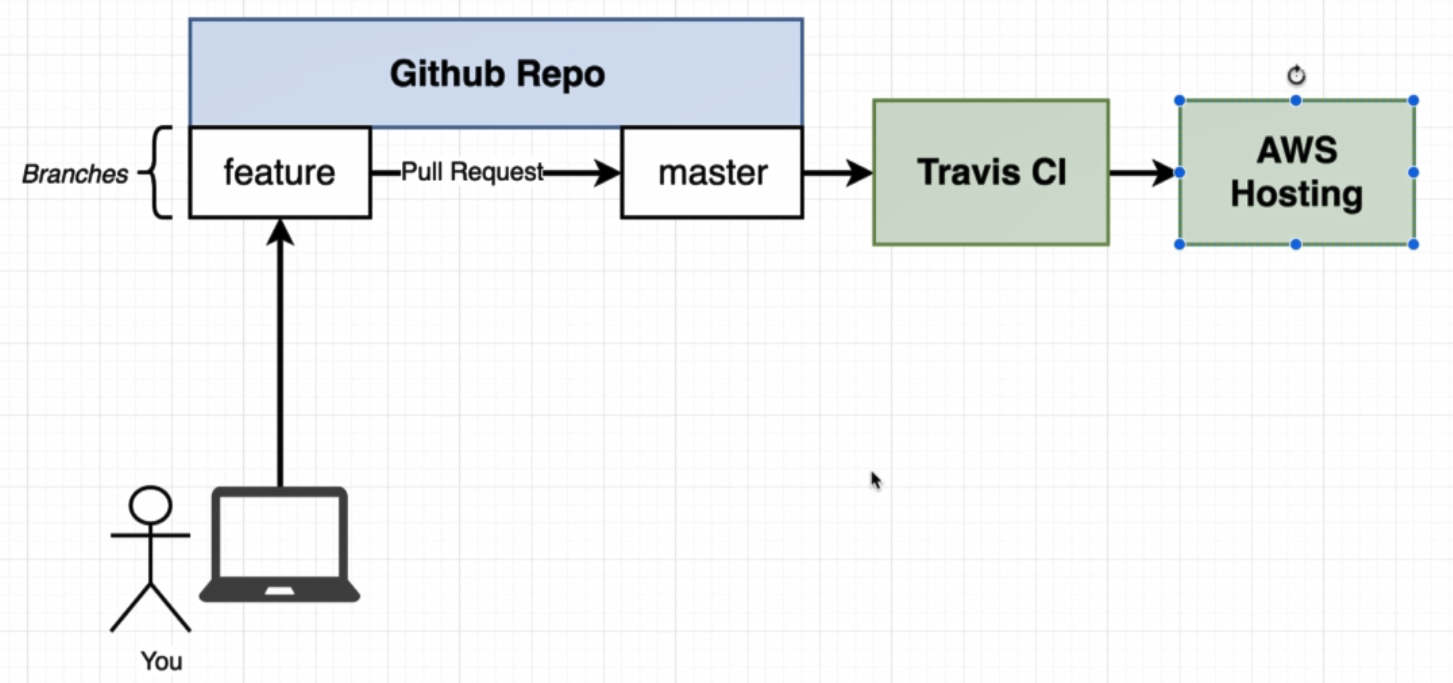 Github Repo
Branches
feature
Pull Request
master
Travis CI
AWS
Hosting
You